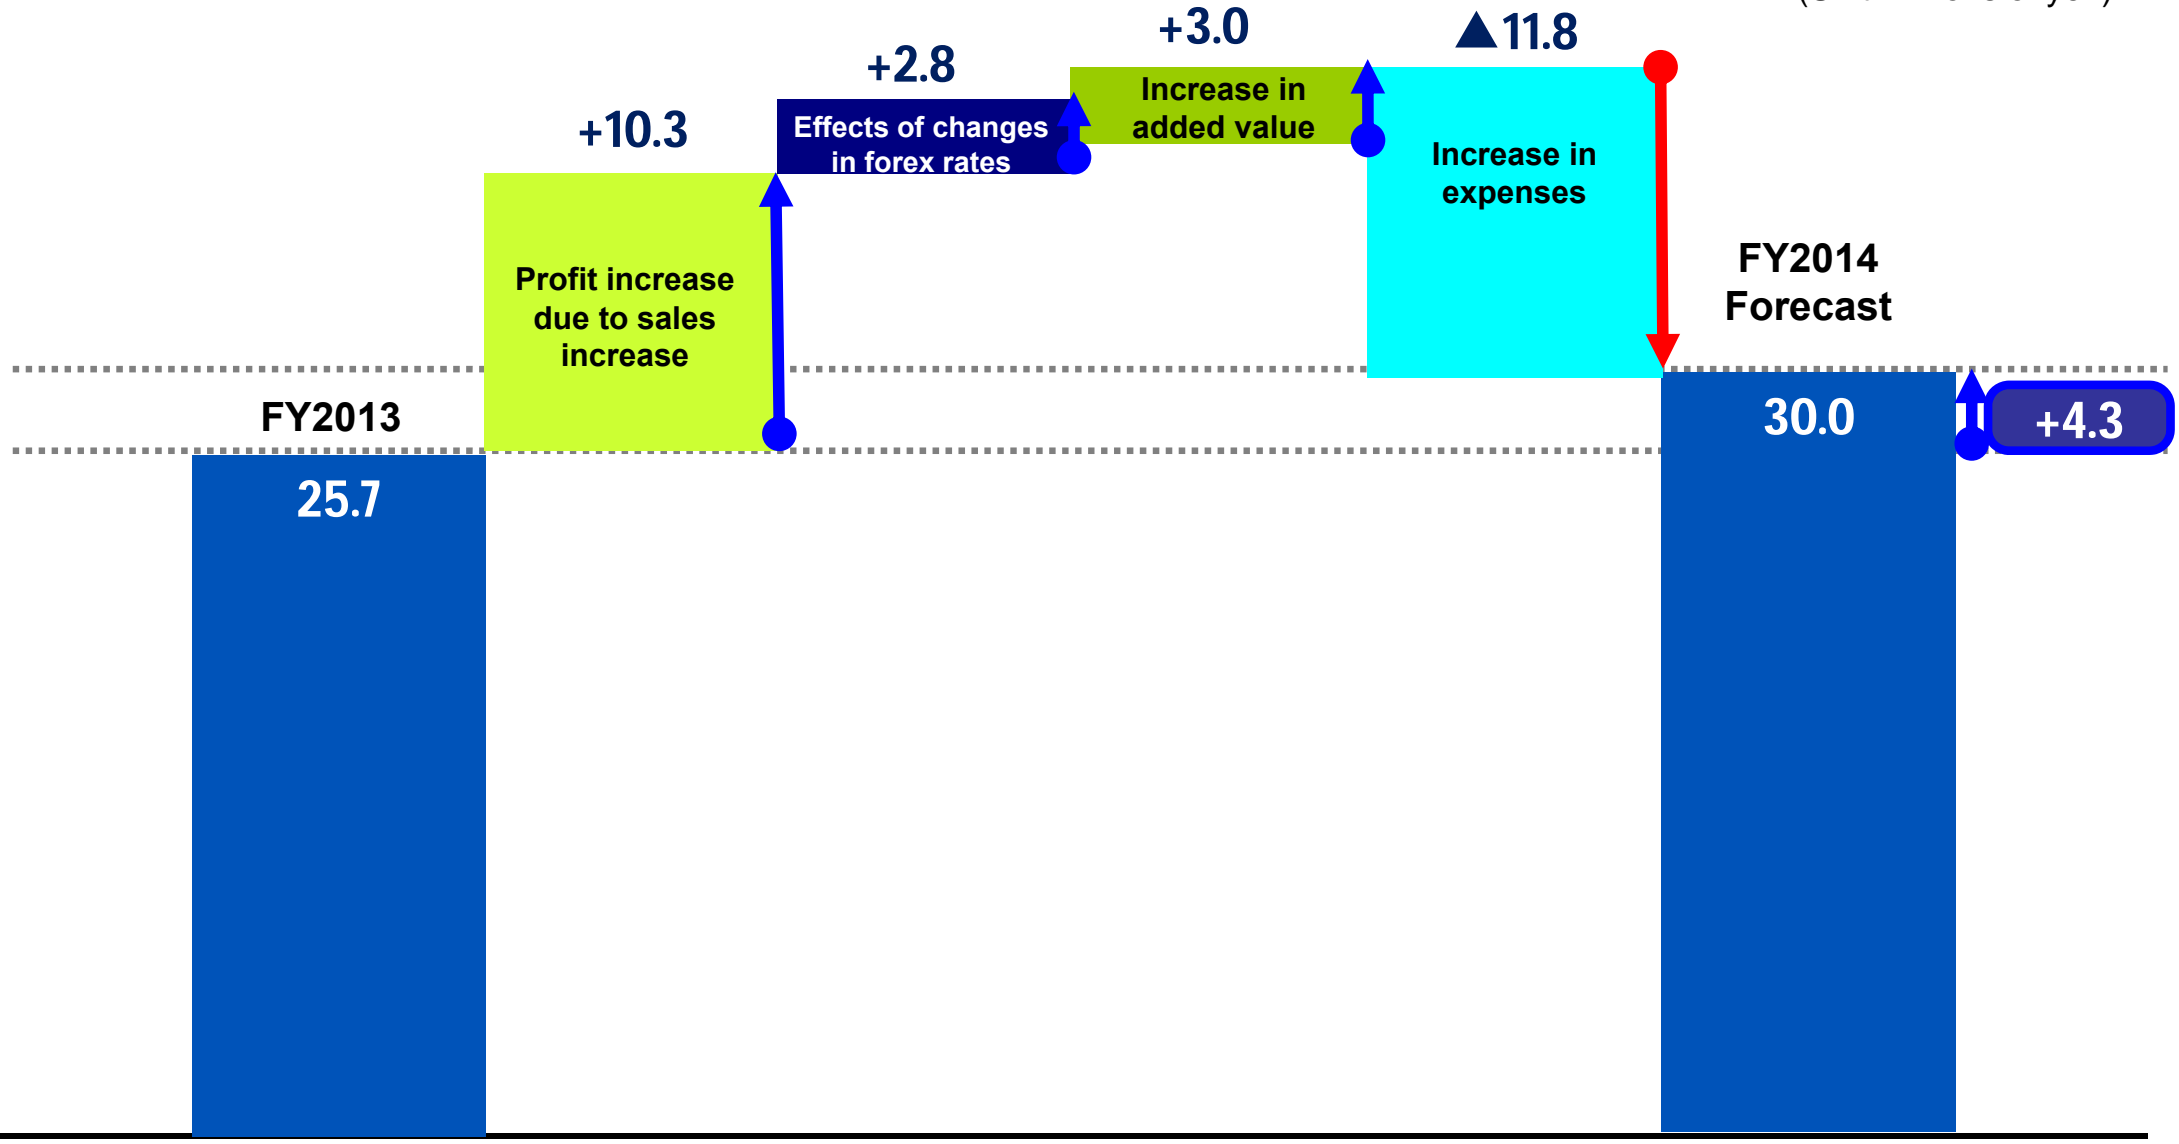 +3.0
▲11.8
+2.8
+10.3
Increase in
added value
Effects of changes
in forex rates
Increase in
expenses
FY2014
Forecast
Profit increase
due to sales
increase
FY2013
30.0
+4.3
25.7